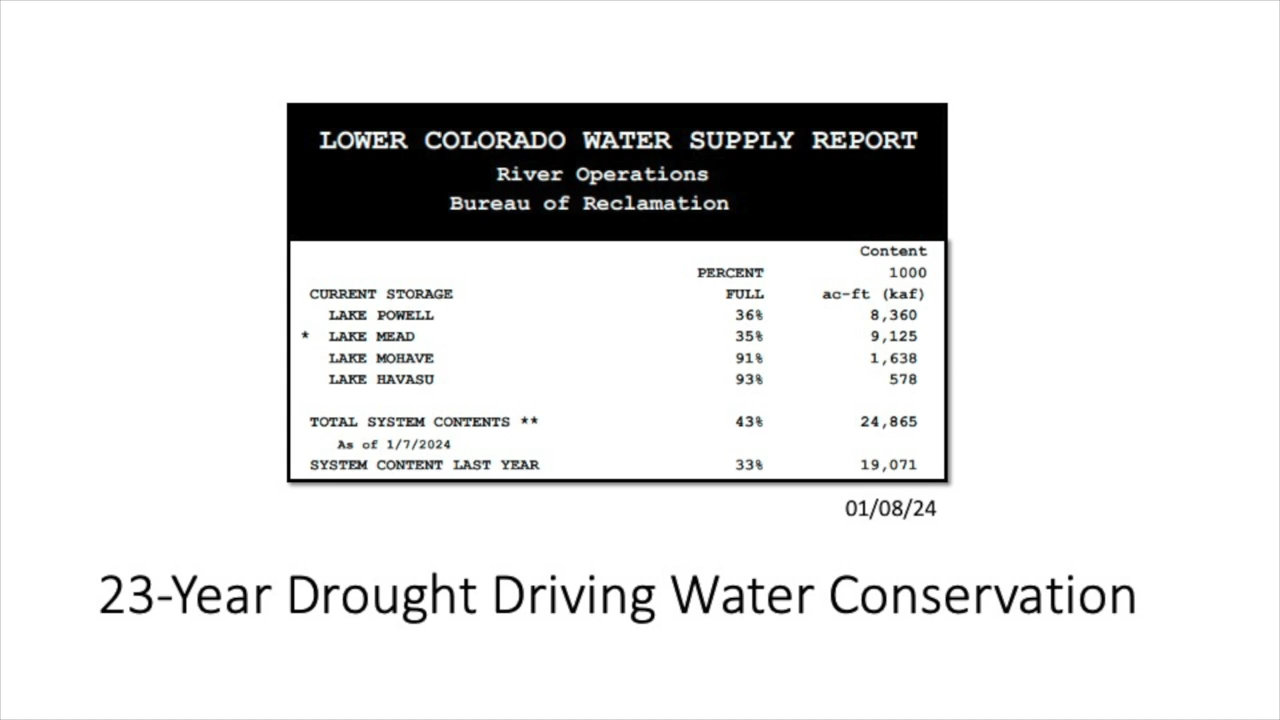 LOWER COLORADO WATER SUPPLY REPORT
River Operations
Bureau of Reclamation
Content
PERCENT 1000
CURRENT STORAGE FULL ac-ft (kaf)
LAKE POWELL 36% 8,360
* LAKE MEAD 35% 9,125
LAKE MOHAVE 91% 1,638
LAKE HAVASU 93% 578
TOTAL SYSTEM CONTENTS ** 43% 24,865
As of 1/7/2024
SYSTEM CONTENT LAST YEAR 33% 19,071
01/08/24
23-Year Drought Driving Water Conservation